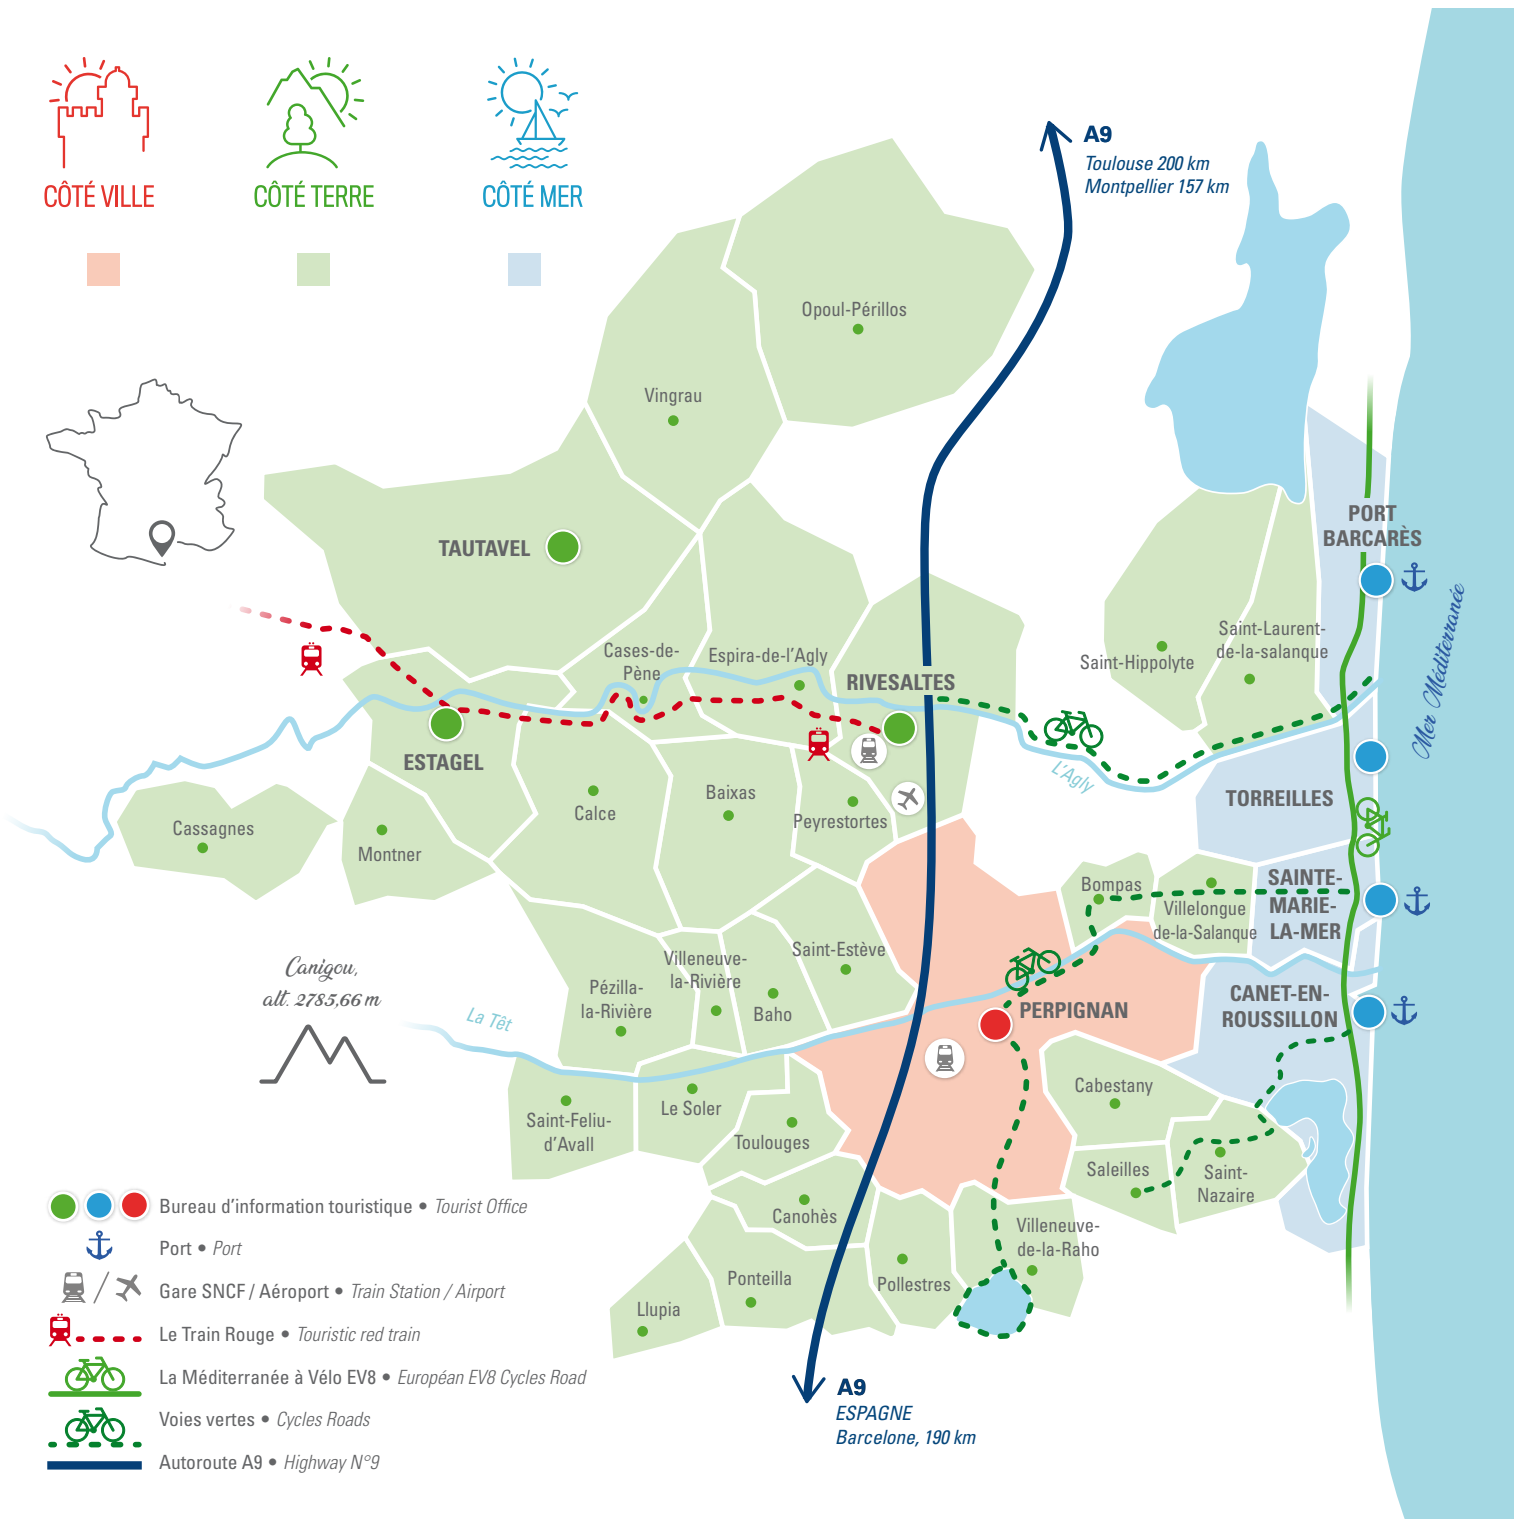 CÔTÉ VILLE
CÔTÉ TERRE
CÔTÉ MER
A9
Toulouse 200 km
Montpellier 157 km
Opoul-Périllos
Vingrau
TAUTAVEL
PORT
BARCARÈS
Mer Méditerranée
Saint-Laurent-
de-la-salanque
Saint-Hippolyte
Cases-de-
Pène
Espira-de-l'Agly
RIVESALTES
ESTAGEL
L'Agly
TORREILLES
Cassagnes
Montner
Calce
Baixas
Peyrestortes
Bompas
Villelongue
de-la-Salanque
SAINTE-
MARIE-
LA-MER
Saint-Estève
Villeneuve-
la-Rivière
Pézilla-
la-Rivière
Baho
Canigou,
alt. 2785,66 m
La Têt
PERPIGNAN
CANET-EN-
ROUSSILLON
Cabestany
Le Soler
Saint-Feliu-
d'Avall
Toulouges
Saleilles
Saint-
Nazaire
Canohès
Villeneuve-
de-la-Raho
Ponteilla
Pollestres
Llupia
A9
ESPAGNE
Barcelone, 190 km
Bureau d'information touristique • Tourist Office
Port • Port
Gare SNCF / Aéroport • Train Station / Airport
Le Train Rouge • Touristic red train
La Méditerranée à Vélo EV8 • Européan EV8 Cycles Road
Voies vertes • Cycles Roads
Autoroute A9 • Highway N°9